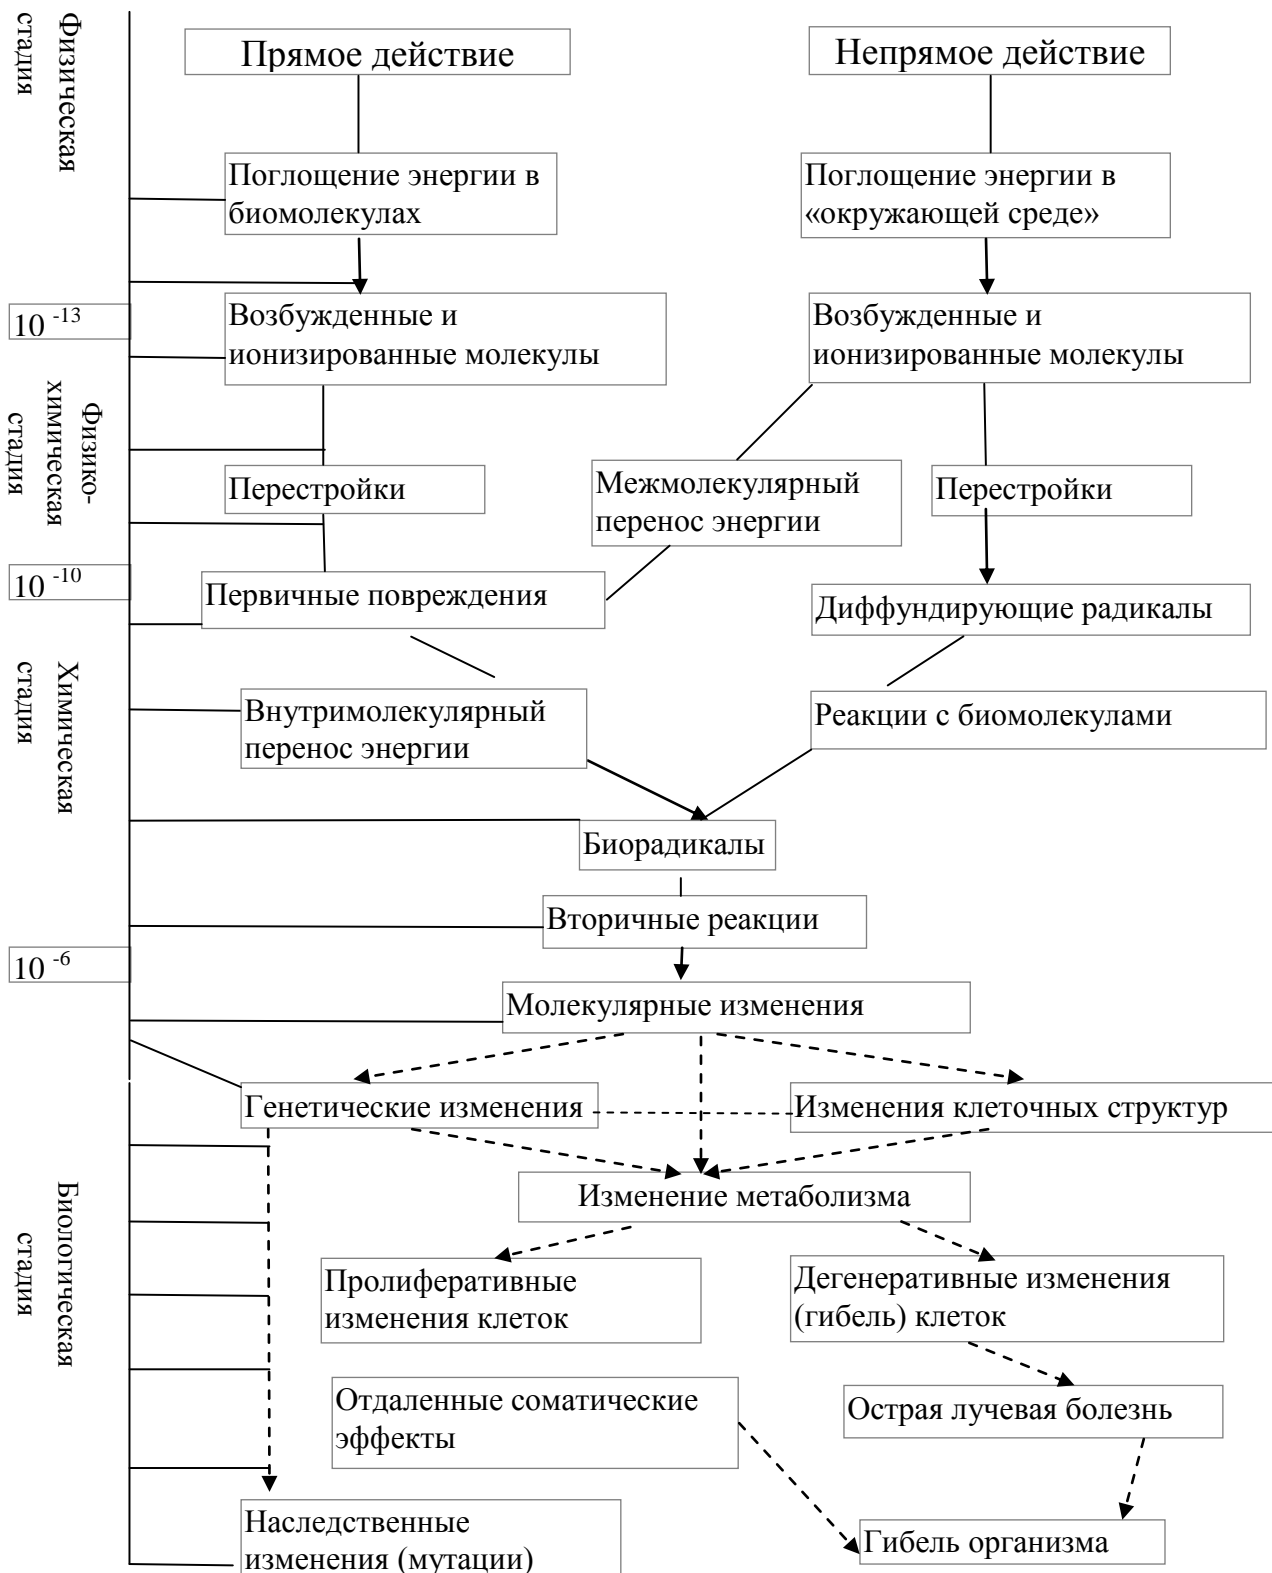 Физическая
стадия
Прямое действие
Непрямое действие
Поглощение энергии в
биомолекулах
Поглощение энергии в
«окружающей среде»
10 -13
Возбужденные и
ионизированные молекулы
Возбужденные и
ионизированные молекулы
Физико-
химическая
стадия
Перестройки
Межмолекулярный
перенос энергии
Перестройки
10 -10
Первичные повреждения
Диффундирующие радикалы
Химическая
стадия
Внутримолекулярный
перенос энергии
Реакции с биомолекулами
Биорадикалы
Вторичные реакции
10 -6
Молекулярные изменения
Генетические изменения
Изменения клеточных структур
Биологическая
стадия
Изменение метаболизма
Пролиферативные
изменения клеток
Дегенеративные изменения
(гибель) клеток
Отдаленные соматические
эффекты
Острая лучевая болезнь
Наследственные
изменения (мутации)
Гибель организма